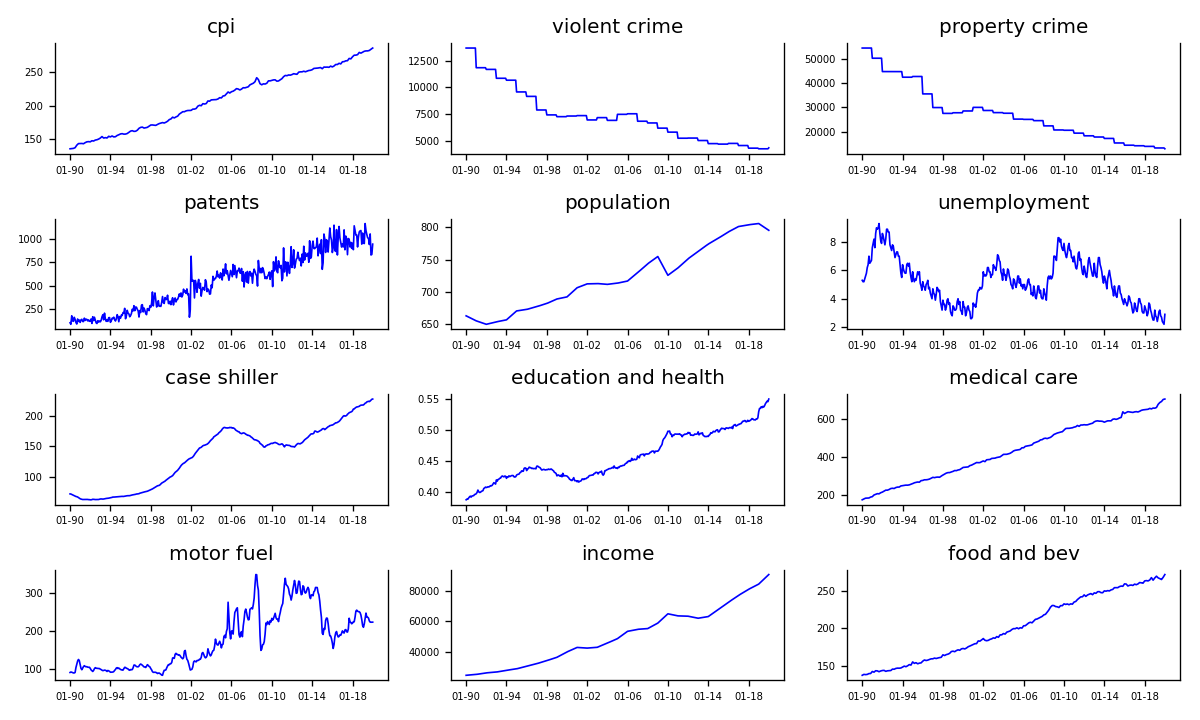 cpi
250
200
150
01-90 01-94 01-98 01-02 01-06 01-10 01-14 01-18
violent crime
12500
10000
7500
5000
01-90 01-94 01-98 01-02 01-06 01-10 01-14 01-18
property crime
50000
40000
30000
20000
01-90 01-94 01-98 01-02 01-06 01-10 01-14 01-18
patents
1000
750
500
250
01-90 01-94 01-98 01-02 01-06 01-10 01-14 01-18
population
800
750
700
650
01-90 01-94 01-98 01-02 01-06 01-10 01-14 01-18
unemployment
8
6
4
2
01-90 01-94 01-98 01-02 01-06 01-10 01-14 01-18
case shiller
200
150
100
01-90 01-94 01-98 01-02 01-06 01-10 01-14 01-18
education and health
0.55
0.50
0.45
0.40
01-90 01-94 01-98 01-02 01-06 01-10 01-14 01-18
medical care
600
400
200
01-90 01-94 01-98 01-02 01-06 01-10 01-14 01-18
motor fuel
300
200
100
01-90 01-94 01-98 01-02 01-06 01-10 01-14 01-18
income
80000
60000
40000
01-90 01-94 01-98 01-02 01-06 01-10 01-14 01-18
food and bev
250
200
150
01-90 01-94 01-98 01-02 01-06 01-10 01-14 01-18